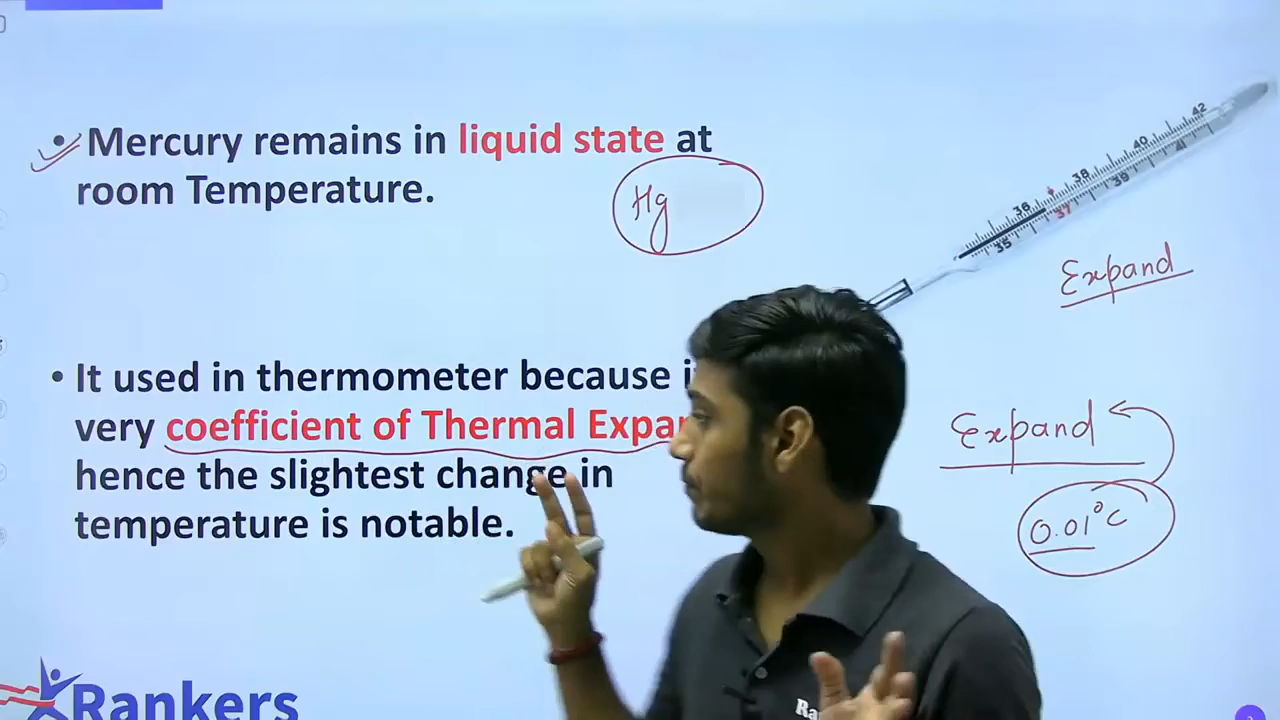 • Mercury remains in liquid state at
room Temperature.
Hg
42
41
40
39
38
37
36
35
Expand
• It used in thermometer because
very coefficient of Thermal
hence the slightest change in
temperature is notable.
Expand
0.01°C
Rankers